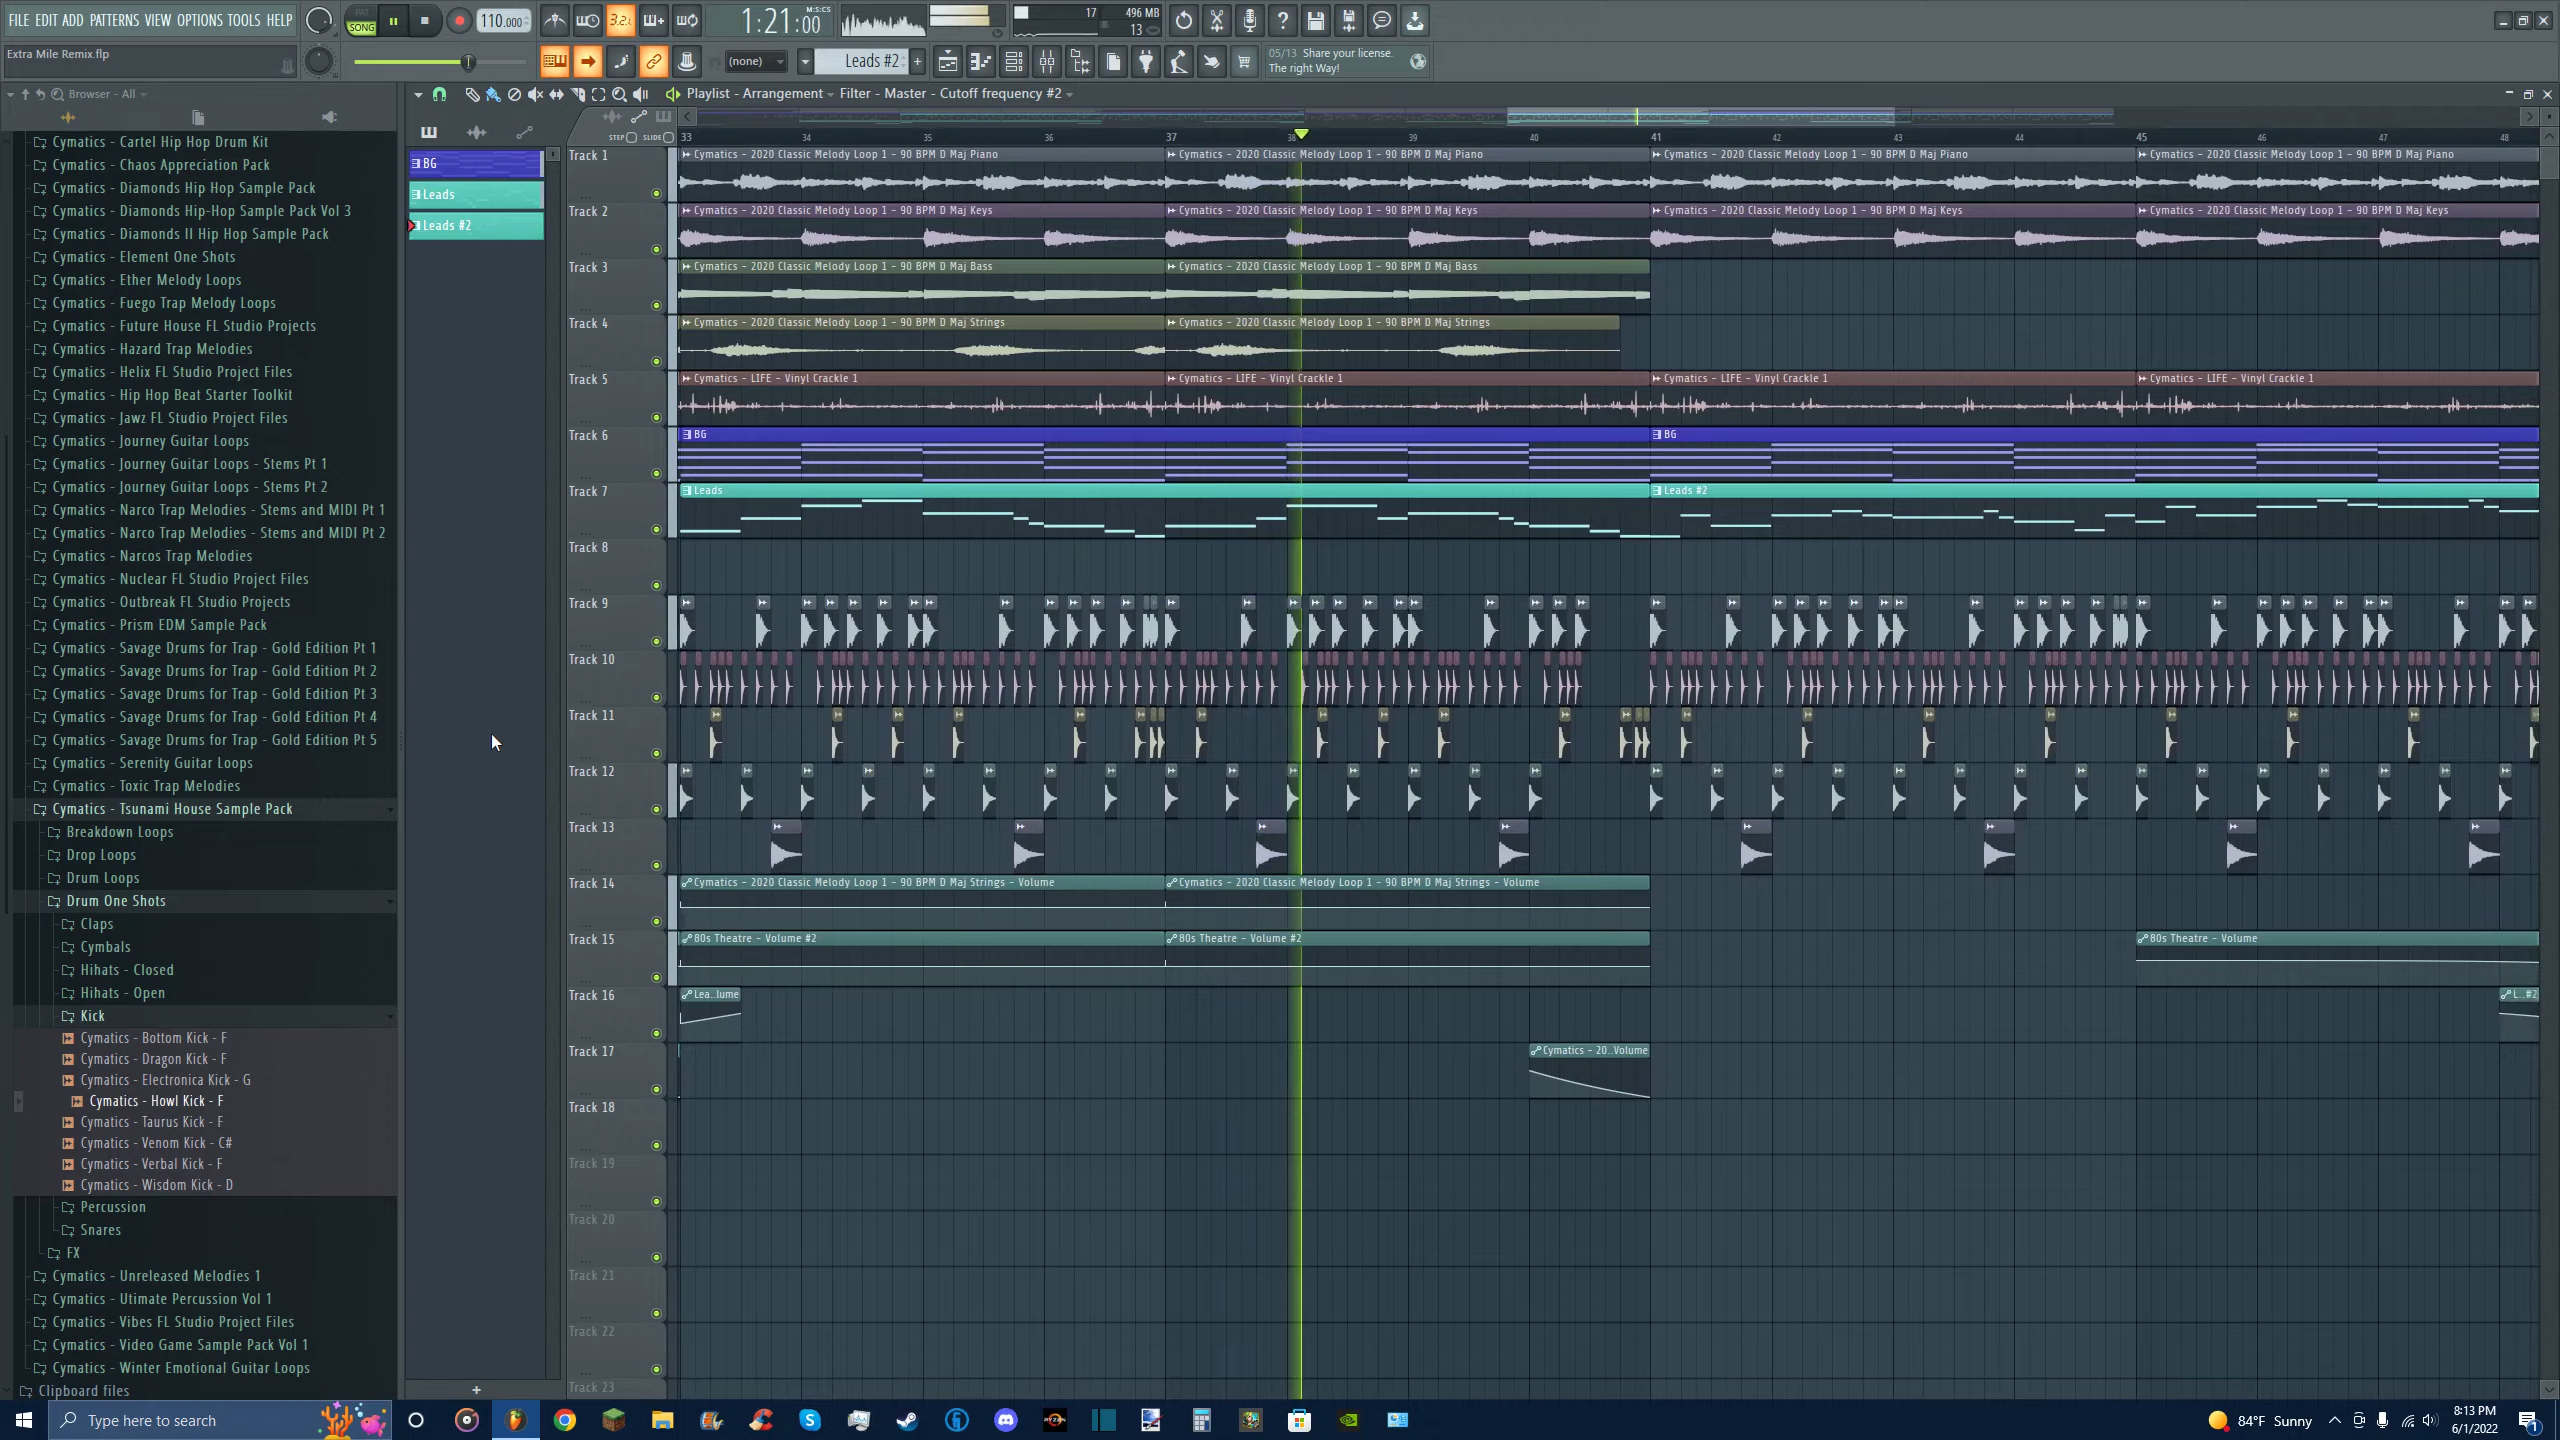 FILE EDIT ADD PATTERNS VIEW OPTIONS TOOLS HELP
PAT
SONG
110.000
3.2.
1:21:00
M:S:CS
17
496 MB
13
Extra Mile Remix.flp
(none)
Leads #2
05/13 Share your license.
The right Way!
Browser - All
Playlist - Arrangement
Filter - Master - Cutoff frequency #2
STEP
SLIDE
33
34
35
36
37
38
39
40
41
42
43
44
45
46
47
48
Cymatics - Cartel Hip Hop Drum Kit
Cymatics - Chaos Appreciation Pack
Cymatics - Diamonds Hip Hop Sample Pack
Cymatics - Diamonds Hip-Hop Sample Pack Vol 3
Cymatics - Diamonds II Hip Hop Sample Pack
Cymatics - Element One Shots
Cymatics - Ether Melody Loops
Cymatics - Fuego Trap Melody Loops
Cymatics - Future House FL Studio Projects
Cymatics - Hazard Trap Melodies
Cymatics - Helix FL Studio Project Files
Cymatics - Hip Hop Beat Starter Toolkit
Cymatics - Jawz FL Studio Project Files
Cymatics - Journey Guitar Loops
Cymatics - Journey Guitar Loops - Stems Pt 1
Cymatics - Journey Guitar Loops - Stems Pt 2
Cymatics - Narco Trap Melodies - Stems and MIDI Pt 1
Cymatics - Narco Trap Melodies - Stems and MIDI Pt 2
Cymatics - Narcos Trap Melodies
Cymatics - Nuclear FL Studio Project Files
Cymatics - Outbreak FL Studio Projects
Cymatics - Prism EDM Sample Pack
Cymatics - Savage Drums for Trap - Gold Edition Pt 1
Cymatics - Savage Drums for Trap - Gold Edition Pt 2
Cymatics - Savage Drums for Trap - Gold Edition Pt 3
Cymatics - Savage Drums for Trap - Gold Edition Pt 4
Cymatics - Savage Drums for Trap - Gold Edition Pt 5
Cymatics - Serenity Guitar Loops
Cymatics - Toxic Trap Melodies
Cymatics - Tsunami House Sample Pack
Breakdown Loops
Drop Loops
Drum Loops
Drum One Shots
Claps
Cymbals
Hihats - Closed
Hihats - Open
Kick
Cymatics - Bottom Kick - F
Cymatics - Dragon Kick - F
Cymatics - Electronica Kick - G
Cymatics - Howl Kick - F
Cymatics - Taurus Kick - F
Cymatics - Venom Kick - C#
Cymatics - Verbal Kick - F
Cymatics - Wisdom Kick - D
Percussion
Snares
FX
Cymatics - Unreleased Melodies 1
Cymatics - Utimate Percussion Vol 1
Cymatics - Vibes FL Studio Project Files
Cymatics - Video Game Sample Pack Vol 1
Cymatics - Winter Emotional Guitar Loops
Clipboard files
BG
Leads
Leads #2
Track 1
Cymatics - 2020 Classic Melody Loop 1 - 90 BPM D Maj Piano
Cymatics - 2020 Classic Melody Loop 1 - 90 BPM D Maj Piano
Cymatics - 2020 Classic Melody Loop 1 - 90 BPM D Maj Piano
Cymatics - 2020 Classic Melody Loop 1 - 90 BPM D Maj Piano
Track 2
Cymatics - 2020 Classic Melody Loop 1 - 90 BPM D Maj Keys
Cymatics - 2020 Classic Melody Loop 1 - 90 BPM D Maj Keys
Cymatics - 2020 Classic Melody Loop 1 - 90 BPM D Maj Keys
Cymatics - 2020 Classic Melody Loop 1 - 90 BPM D Maj Keys
Track 3
Cymatics - 2020 Classic Melody Loop 1 - 90 BPM D Maj Bass
Cymatics - 2020 Classic Melody Loop 1 - 90 BPM D Maj Bass
Track 4
Cymatics - 2020 Classic Melody Loop 1 - 90 BPM D Maj Strings
Cymatics - 2020 Classic Melody Loop 1 - 90 BPM D Maj Strings
Track 5
Cymatics - LIFE - Vinyl Crackle 1
Cymatics - LIFE - Vinyl Crackle 1
Cymatics - LIFE - Vinyl Crackle 1
Cymatics - LIFE - Vinyl Crackle 1
Track 6
BG
BG
Track 7
Leads
Leads #2
Track 8
Track 9
Track 10
Track 11
Track 12
Track 13
Track 14
Cymatics - 2020 Classic Melody Loop 1 - 90 BPM D Maj Strings - Volume
Cymatics - 2020 Classic Melody Loop 1 - 90 BPM D Maj Strings - Volume
Track 15
80s Theatre - Volume #2
80s Theatre - Volume #2
80s Theatre - Volume
Track 16
Lea..lume
L..#2
Track 17
Cymatics - 20..Volume
Track 18
Track 19
Track 20
Track 21
Track 22
Track 23
Type here to search
RYZEN
84°F Sunny
8:13 PM
6/1/2022
1